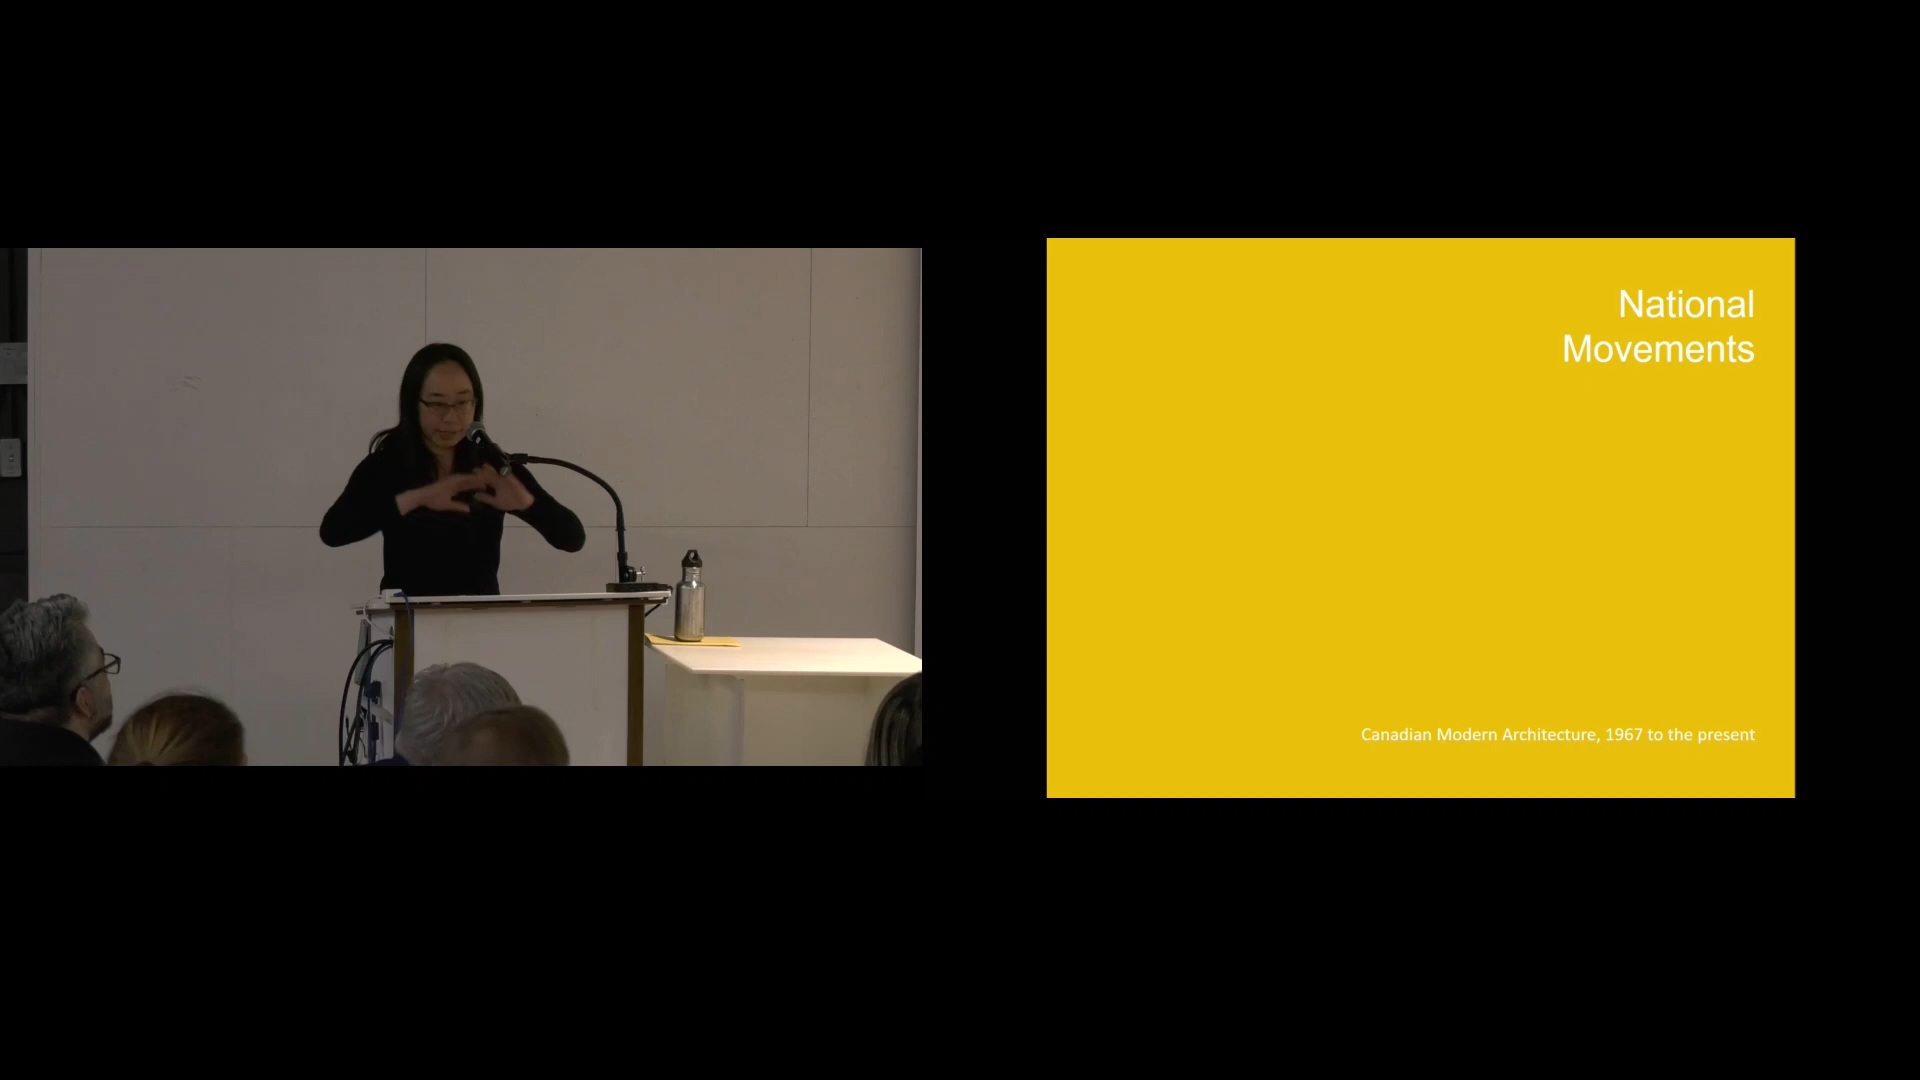 National
Movements
Canadian Modern Architecture, 1967 to the present